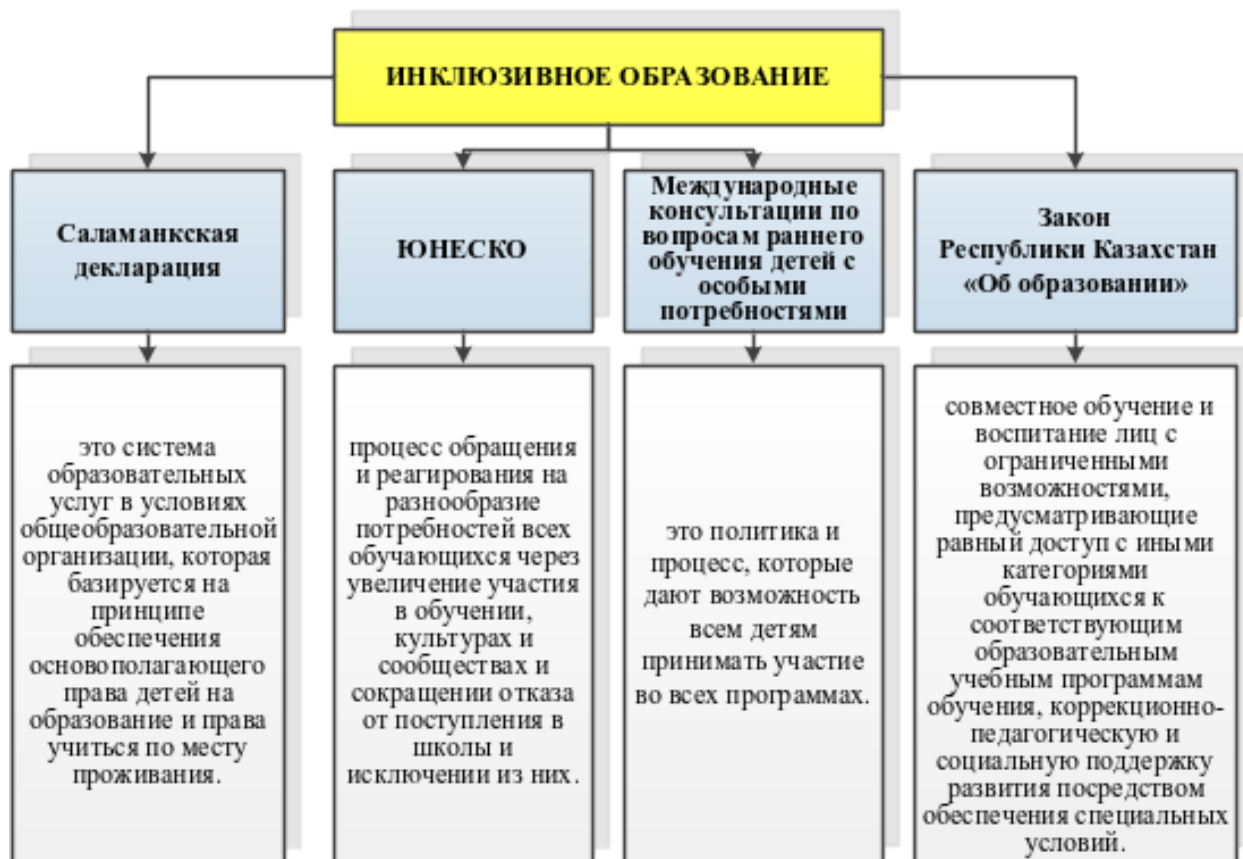 ИНКЛЮЗИВНОЕ ОБРАЗОВАНИЕ
Саламанкская
декларация
ЮНЕСКО
Международные
консультации по
вопросам раннего
обучения детей с
особыми
потребностями
Закон
Республики Казахстан
«Об образовании»
это система
образовательных
услуг в условиях
общеобразовательной
организации, которая
базируется на
принципе
обеспечения
основополагающего
права детей на
образование и права
учиться по месту
проживания.
процесс обращения
и реагирования на
разнообразие
потребностей всех
обучающихся через
увеличение участия
в обучении,
культурах и
сообществах и
сокращении отказа
от поступления в
школы и
исключении из них.
это политика и
процесс, которые
дают возможность
всем детям
принимать участие
во всех программах.
совместное обучение и
воспитание лиц с
ограниченными
возможностями,
предусматривающие
равный доступ с иными
категориями
обучающихся к
соответствующим
образовательным
учебным программам
обучения, коррекционно-
педагогическую и
социальную поддержку
развития посредством
обеспечения специальных
условий.